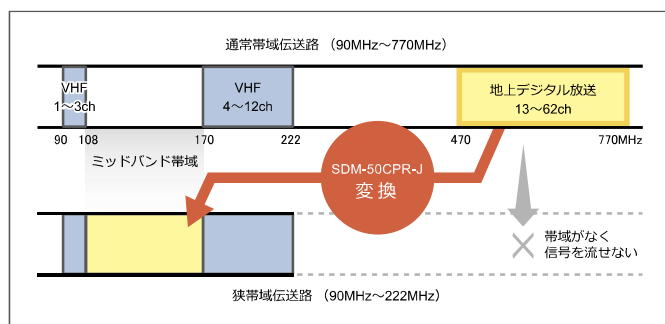 通常帯域伝送路 （90MHz～770MHz）
VHF
1～3ch
VHF
4～12ch
地上デジタル放送
13～62ch
90 108 170 222 470 770MHz
ミッドバンド帯域
SDM-50CPR-J
変換
帯域がなく
信号を流せない
狭帯域伝送路 （90MHz～222MHz）